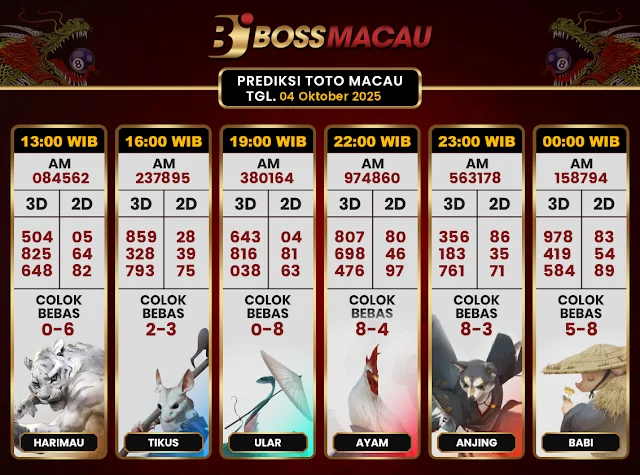 BJ BOSSMACAU
PREDIKSI TOTO MACAU
TGL. 04 Oktober 2025
13:00 WIB
AM
084562
3D 2D
504 05
825 64
648 82
COLOK
BEBAS
0-6
HARIMAU
16:00 WIB
AM
237895
3D 2D
859 28
328 39
793 75
COLOK
BEBAS
2-3
TIKUS
19:00 WIB
AM
380164
3D 2D
643 04
816 81
038 63
COLOK
BEBAS
0-8
ULAR
22:00 WIB
AM
974860
3D 2D
807 80
698 46
476 97
COLOK
BEBAS
8-4
AYAM
23:00 WIB
AM
563178
3D 2D
356 86
183 35
761 71
COLOK
BEBAS
8-3
ANJING
00:00 WIB
AM
158794
3D 2D
978 83
419 54
584 89
COLOK
BEBAS
5-8
BABI
8
8